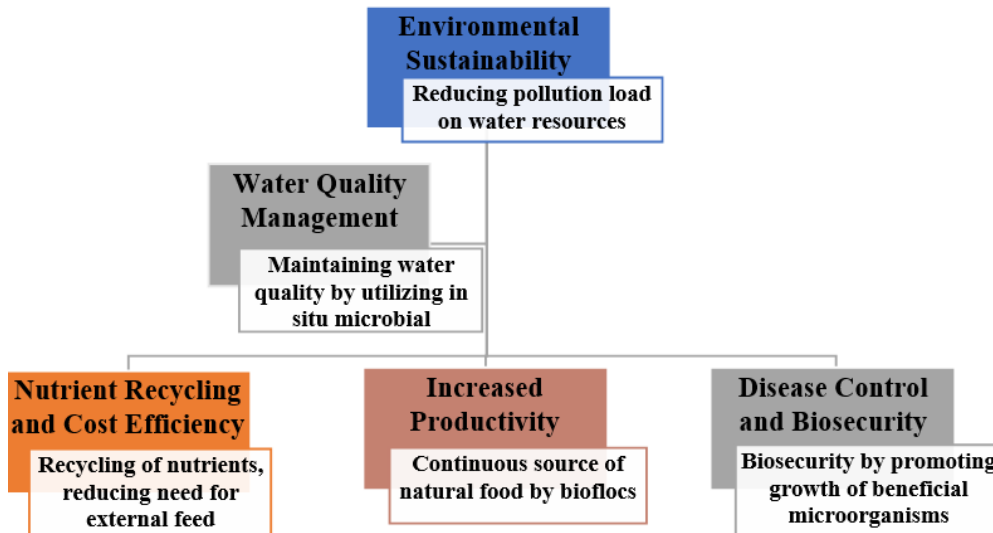 Environmental
Sustainability
Reducing pollution load
on water resources
Water Quality
Management
Maintaining water
quality by utilizing in
situ microbial
Nutrient Recycling
and Cost Efficiency
Recycling of nutrients,
reducing need for
external feed
Increased
Productivity
Continuous source of
natural food by bioflocs
Disease Control
and Biosecurity
Biosecurity by promoting
growth of beneficial
microorganisms